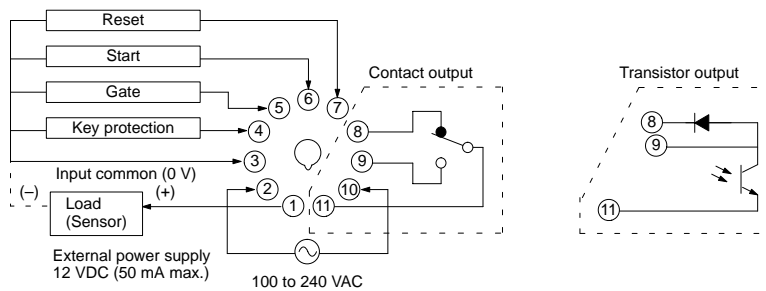 Reset
Start
Gate
Key protection
Contact output
Transistor output
6
5
7
4
8
3
9
2
10
1
11
Input common (0 V)
(–)
(+)
Load
(Sensor)
External power supply
12 VDC (50 mA max.)
100 to 240 VAC
8
9
11